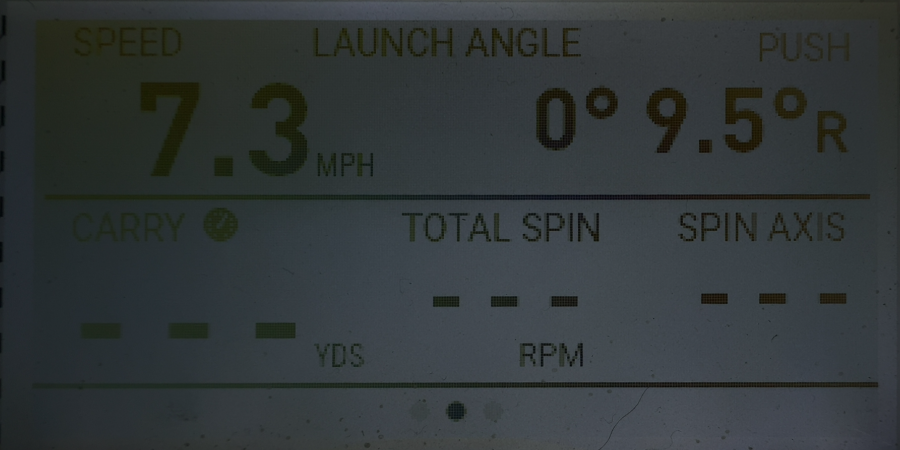 SPEED LAUNCH ANGLE PUSH
7.3 MPH 0° 9.5° R
CARRY TOTAL SPIN SPIN AXIS
--- YDS --- RPM ---